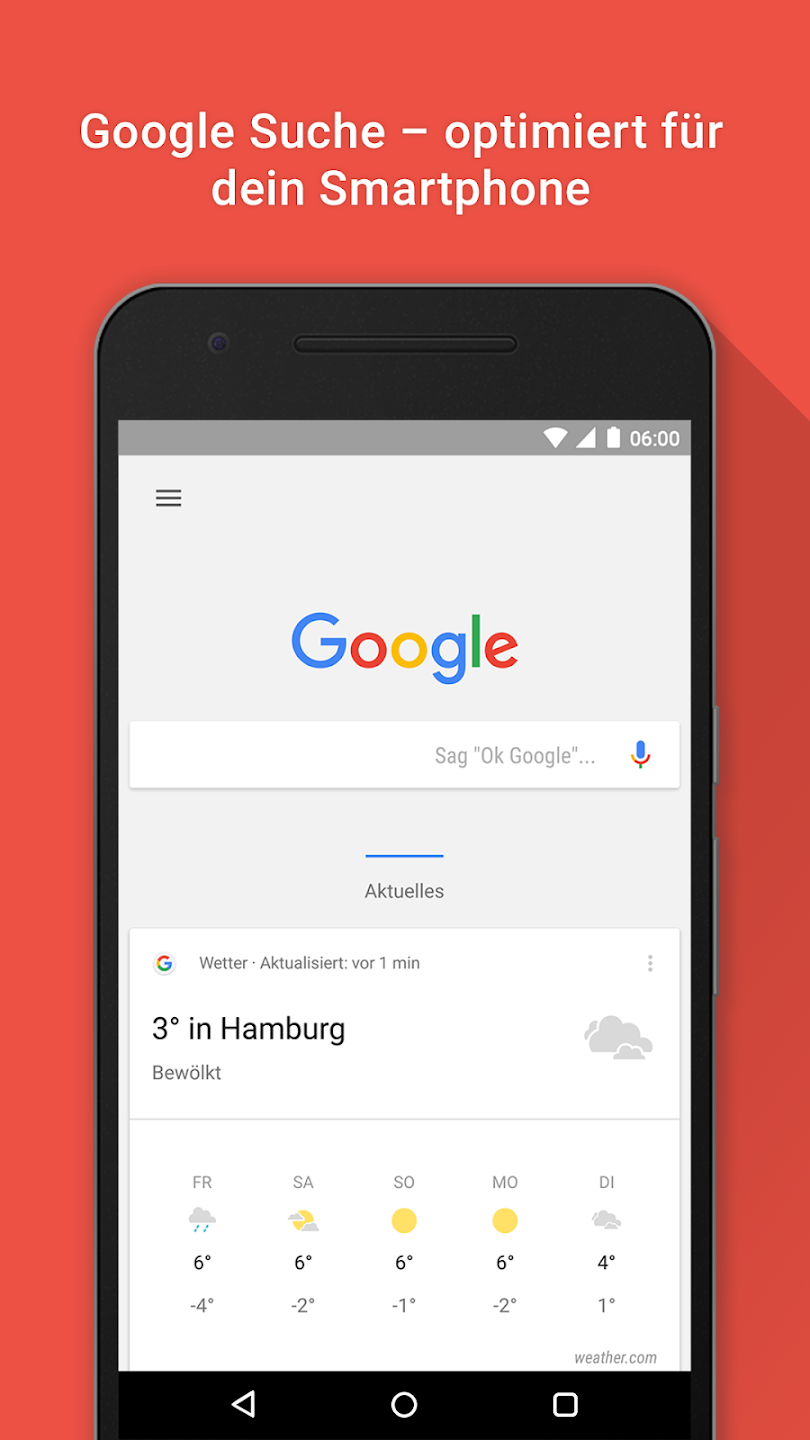 Google Suche – optimiert für
dein Smartphone
06:00
Google
Sag "Ok Google"...
Aktuelles
G Wetter · Aktualisiert: vor 1 min
3° in Hamburg
Bewölkt
FR SA SO MO DI
6° 6° 6° 6° 4°
-4° -2° -1° -2° 1°
weather.com